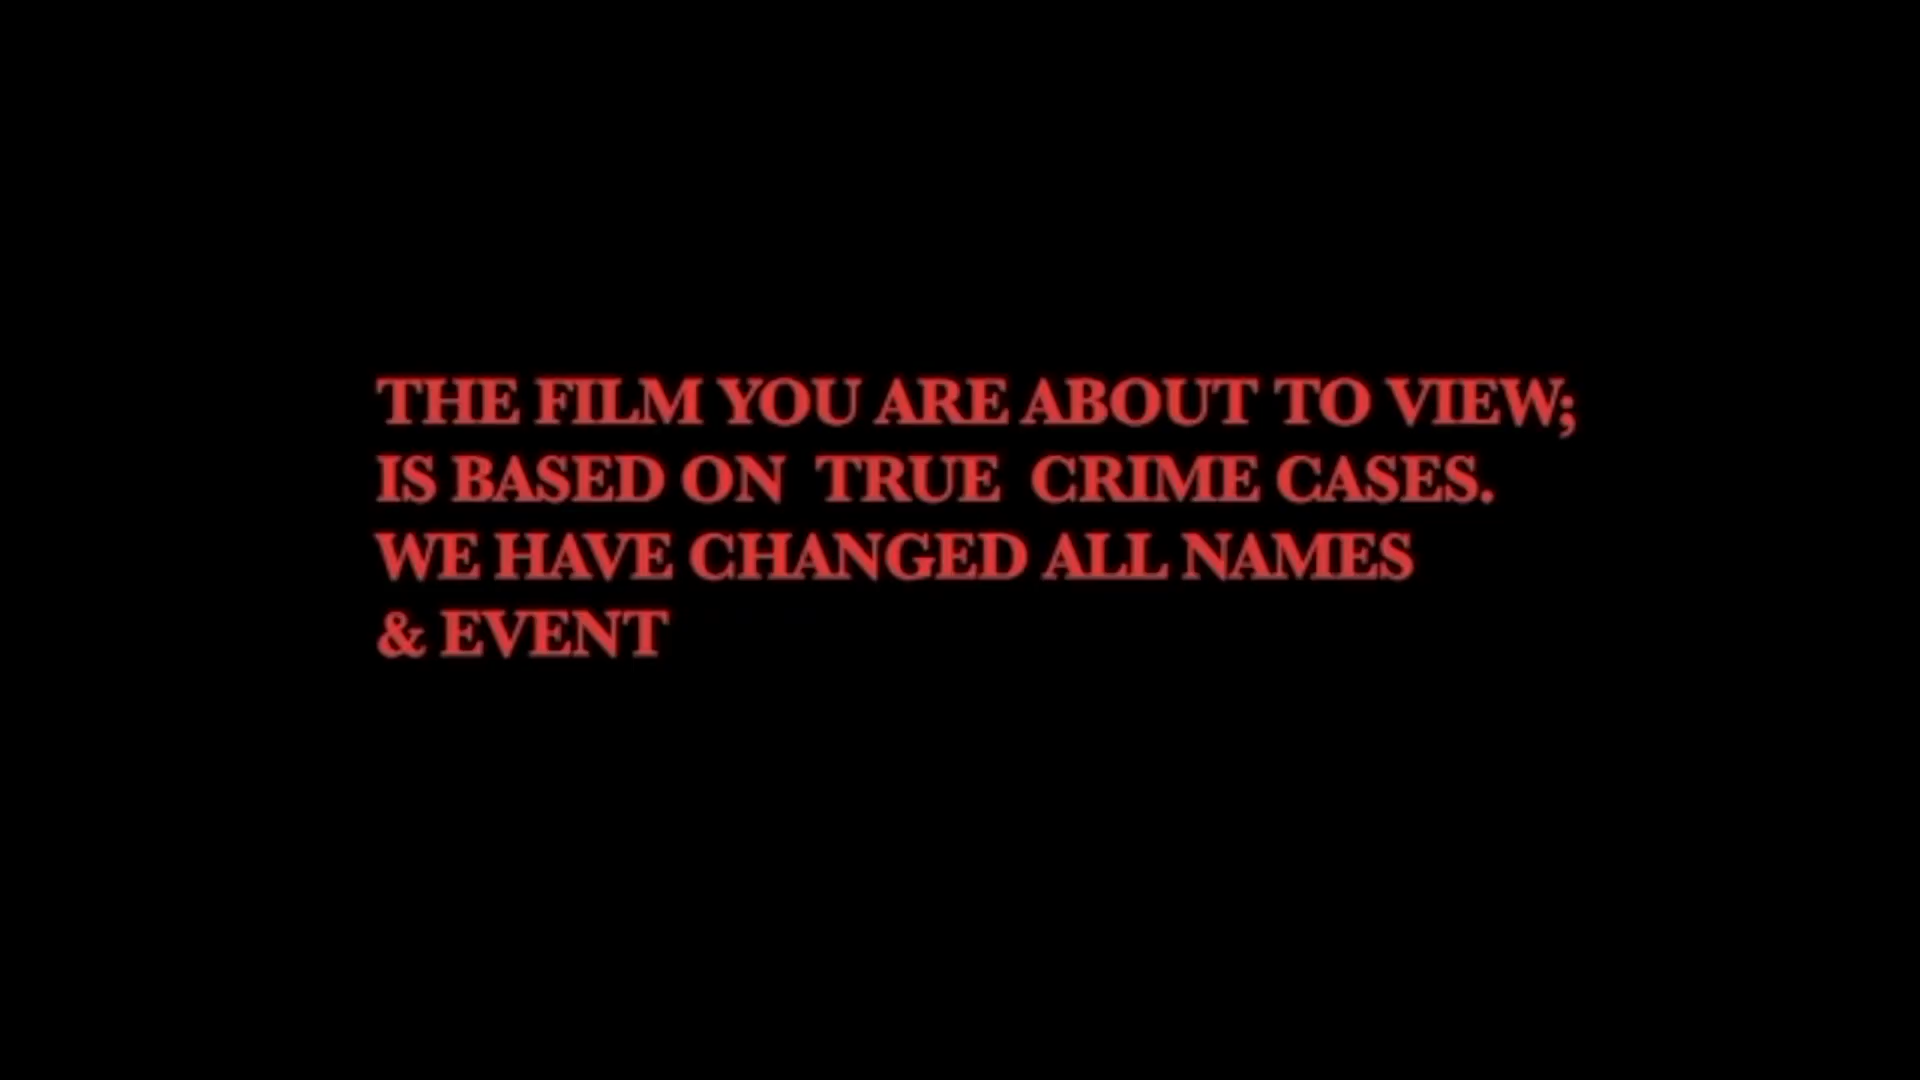 THE FILM YOU ARE ABOUT TO VIEW;
IS BASED ON  TRUE  CRIME CASES.
WE HAVE CHANGED ALL NAMES
& EVENT